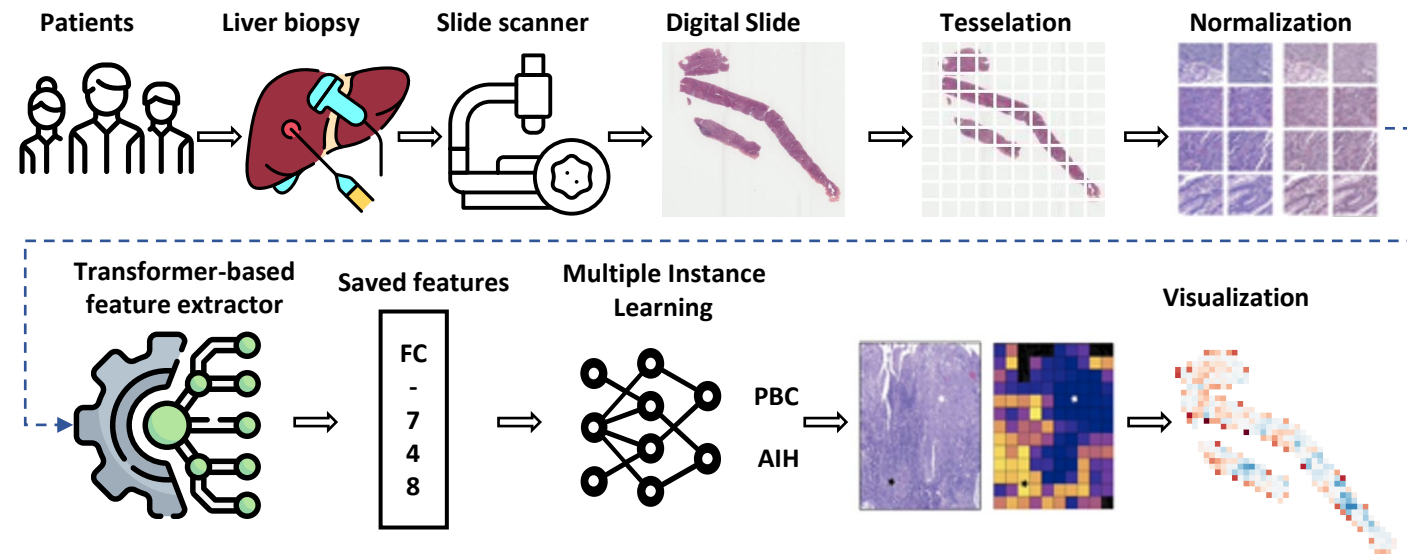 Patients
Liver biopsy
Slide scanner
Digital Slide
Tesselation
Normalization
Transformer-based
feature extractor
Saved features
FC
-
7
4
8
Multiple Instance
Learning
PBC
AIH
Visualization